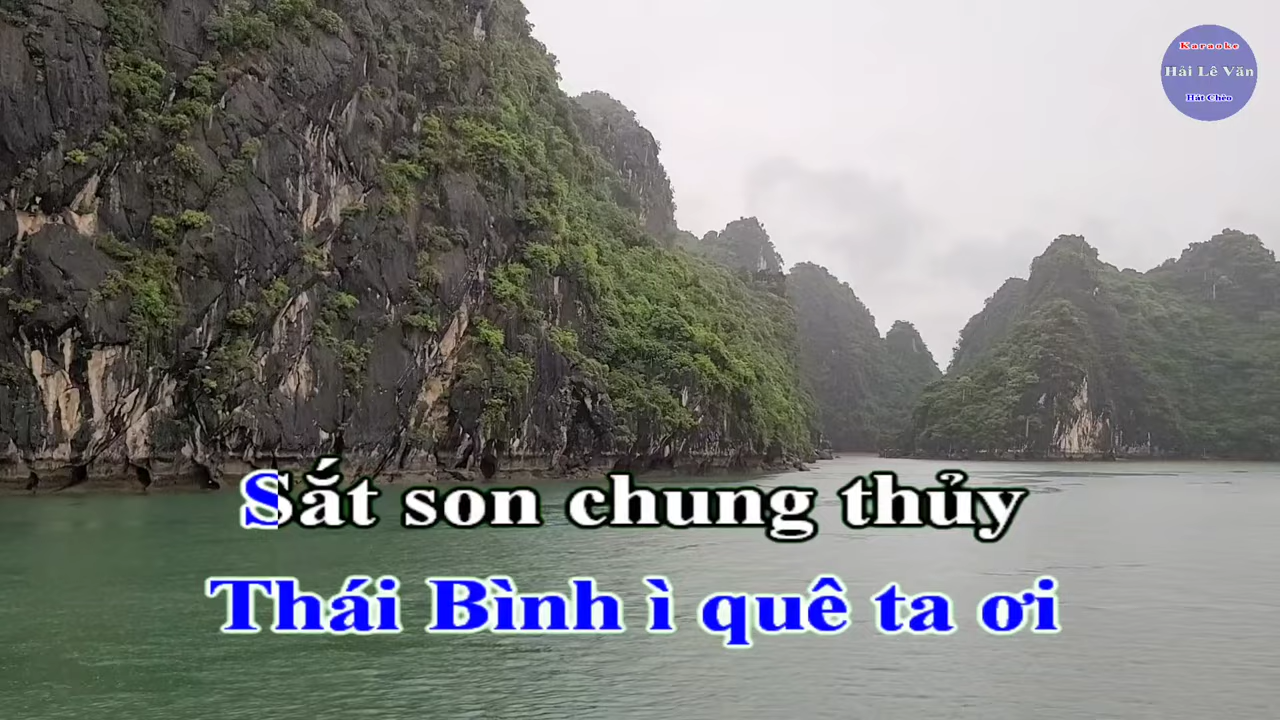 Karaoke
Hải Lê Văn
Hát Chèo
Sắt son chung thủy
Thái Bình ì quê ta ơi